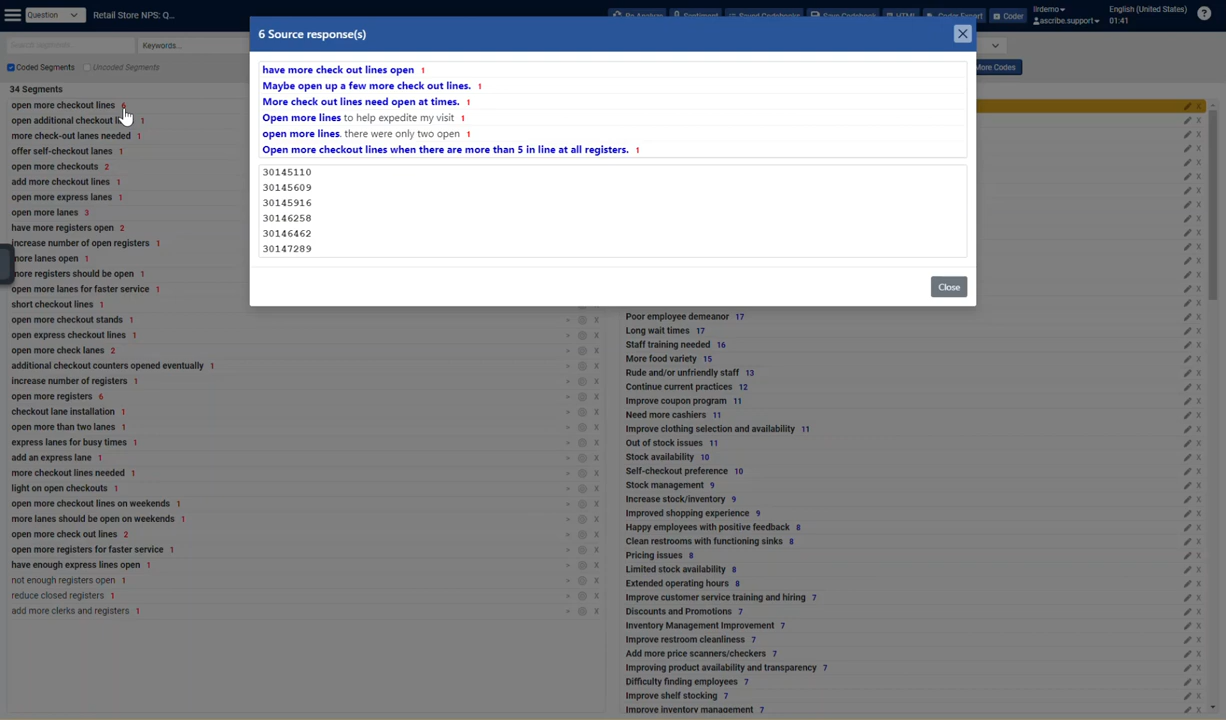 Question
Retail Store NPS: Q...
Re Analyze
Sentiment
Saved Codebooks
Save Codebook
HTML
Codes Export
Coder
lrdemo
ascribe.support
English (United States)
01:41
Search segments
Keywords...
Coded Segments
Uncoded Segments
More Codes
34 Segments
open more checkout lines 6
open additional checkout li 1
more check-out lanes needed 1
offer self-checkout lanes 1
open more checkouts 2
add more checkout lines 1
open more express lanes 1
open more lanes 3
have more registers open 2
increase number of open registers 1
more lanes open 1
more registers should be open 1
open more lanes for faster service 1
short checkout lines 1
open more checkout stands 1
open express checkout lines 1
open more check lanes 2
additional checkout counters opened eventually 1
increase number of registers 1
open more registers 6
checkout lane installation 1
open more than two lanes 1
express lanes for busy times 1
add an express lane 1
more checkout lines needed 1
light on open checkouts 1
open more checkout lines on weekends 1
more lanes should be open on weekends 1
open more check out lines 2
open more registers for faster service 1
have enough express lines open 1
not enough registers open 1
reduce closed registers 1
add more clerks and registers 1
6 Source response(s)
have more check out lines open 1
Maybe open up a few more check out lines. 1
More check out lines need open at times. 1
Open more lines to help expedite my visit 1
open more lines. there were only two open 1
Open more checkout lines when there are more than 5 in line at all registers. 1
30145110
30145609
30145916
30146258
30146462
30147289
Close
Poor employee demeanor 17
Long wait times 17
Staff training needed 16
More food variety 15
Rude and/or unfriendly staff 13
Continue current practices 12
Improve coupon program 11
Need more cashiers 11
Improve clothing selection and availability 11
Out of stock issues 11
Stock availability 10
Self-checkout preference 10
Stock management 9
Increase stock/inventory 9
Improved shopping experience 9
Happy employees with positive feedback 8
Clean restrooms with functioning sinks 8
Pricing issues 8
Limited stock availability 8
Extended operating hours 8
Improve customer service training and hiring 7
Discounts and Promotions 7
Inventory Management Improvement 7
Improve restroom cleanliness 7
Add more price scanners/checkers 7
Improving product availability and transparency 7
Difficulty finding employees 7
Improve shelf stocking 7
Improve inventory management 7